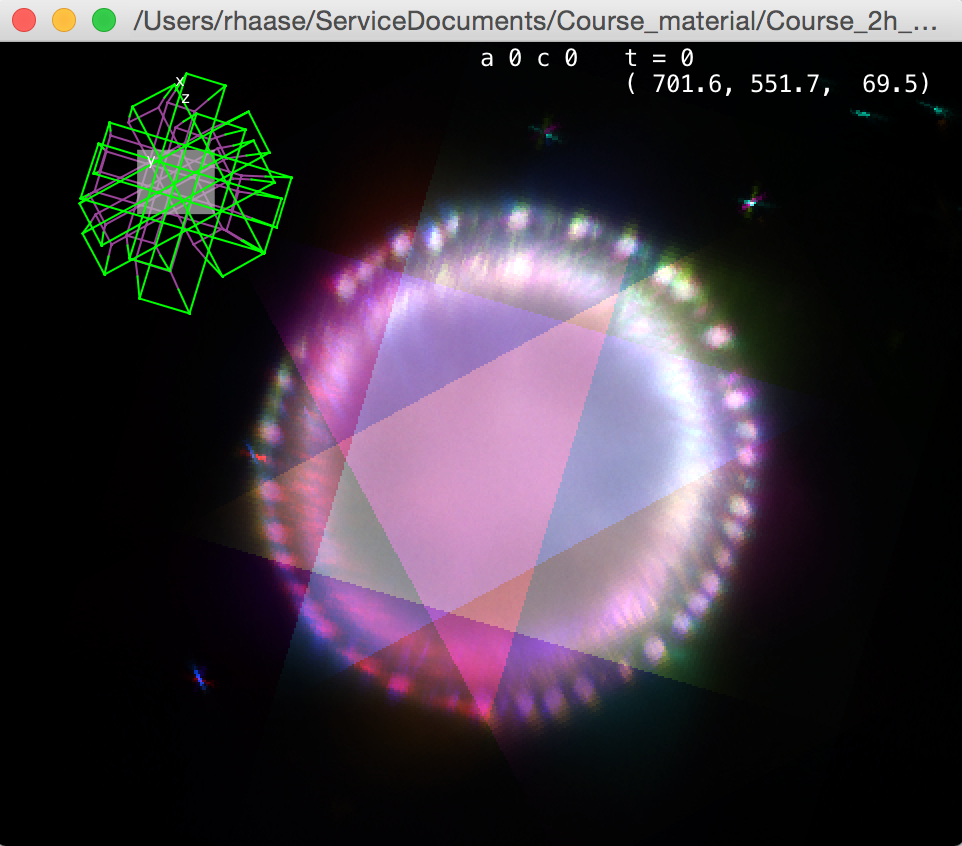 /Users/rhaase/ServiceDocuments/Course_material/Course_2h_...
a 0 c 0 t = 0
( 701.6, 551.7, 69.5)
x
z
y